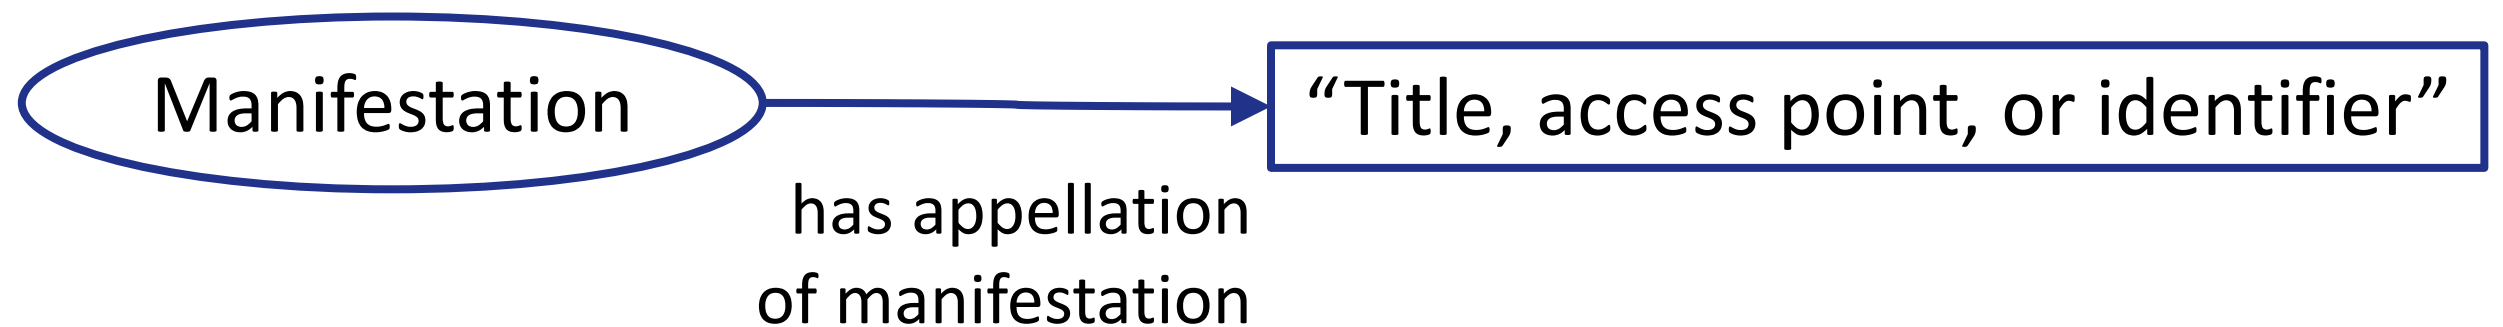 Manifestation
“Title, access point, or identifier”
has appellation
of manifestation